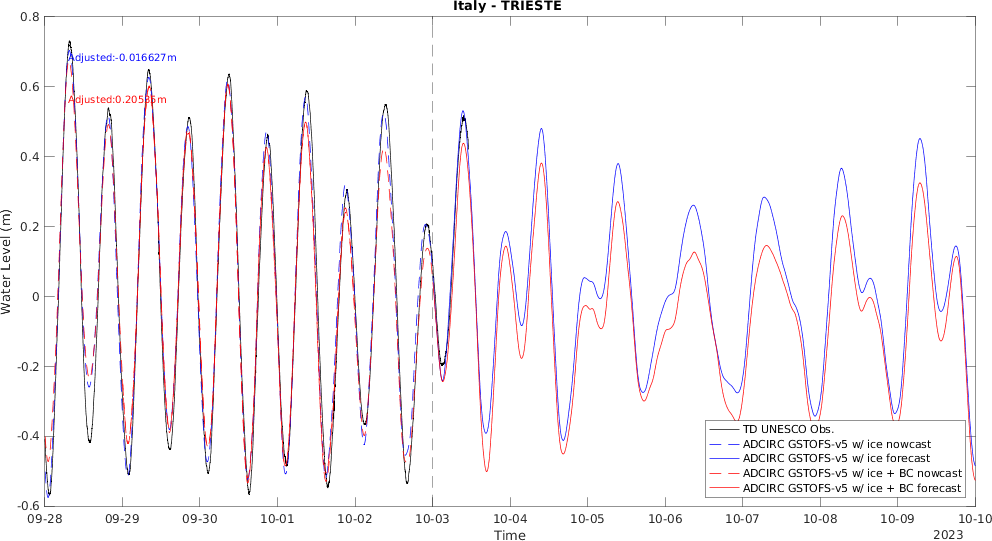 Italy - TRIESTE
0.8
0.6
0.4
0.2
0
-0.2
-0.4
-0.6
Water Level (m)
Adjusted:-0.016627m
Adjusted:0.20535m
TD UNESCO Obs.
ADCIRC GSTOFS-v5 w/ ice nowcast
ADCIRC GSTOFS-v5 w/ ice forecast
ADCIRC GSTOFS-v5 w/ ice + BC nowcast
ADCIRC GSTOFS-v5 w/ ice + BC forecast
09-28 09-29 09-30 10-01 10-02 10-03 10-04 10-05 10-06 10-07 10-08 10-09 10-10
Time
2023